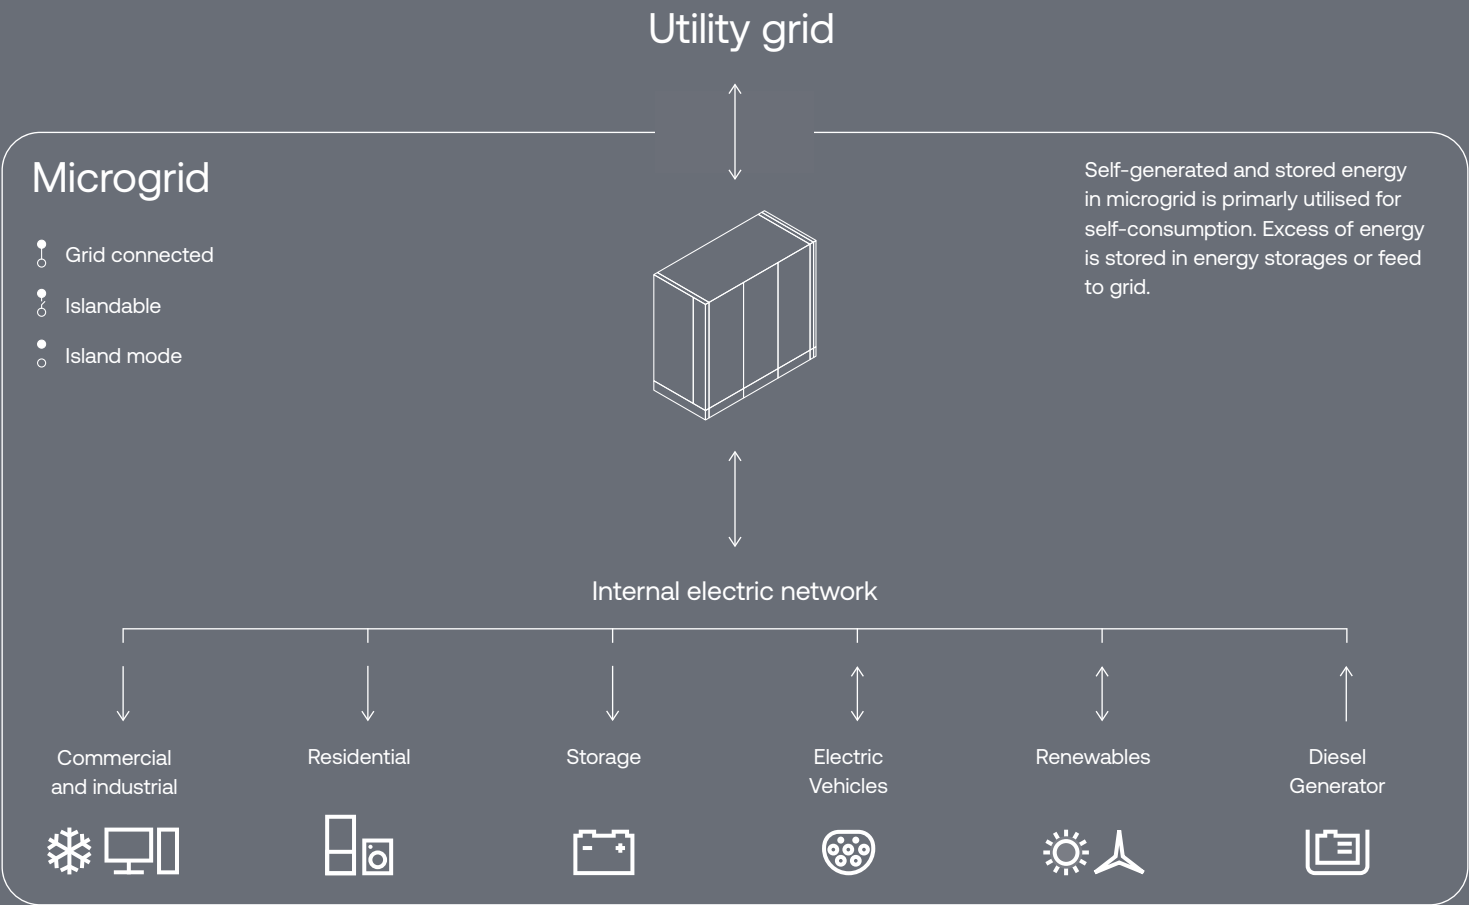 Utility grid
Microgrid
Grid connected
Islandable
Island mode
Self-generated and stored energy
in microgrid is primarly utilised for
self-consumption. Excess of energy
is stored in energy storages or feed
to grid.
Internal electric network
Commercial
and industrial
Residential
Storage
Electric
Vehicles
Renewables
Diesel
Generator